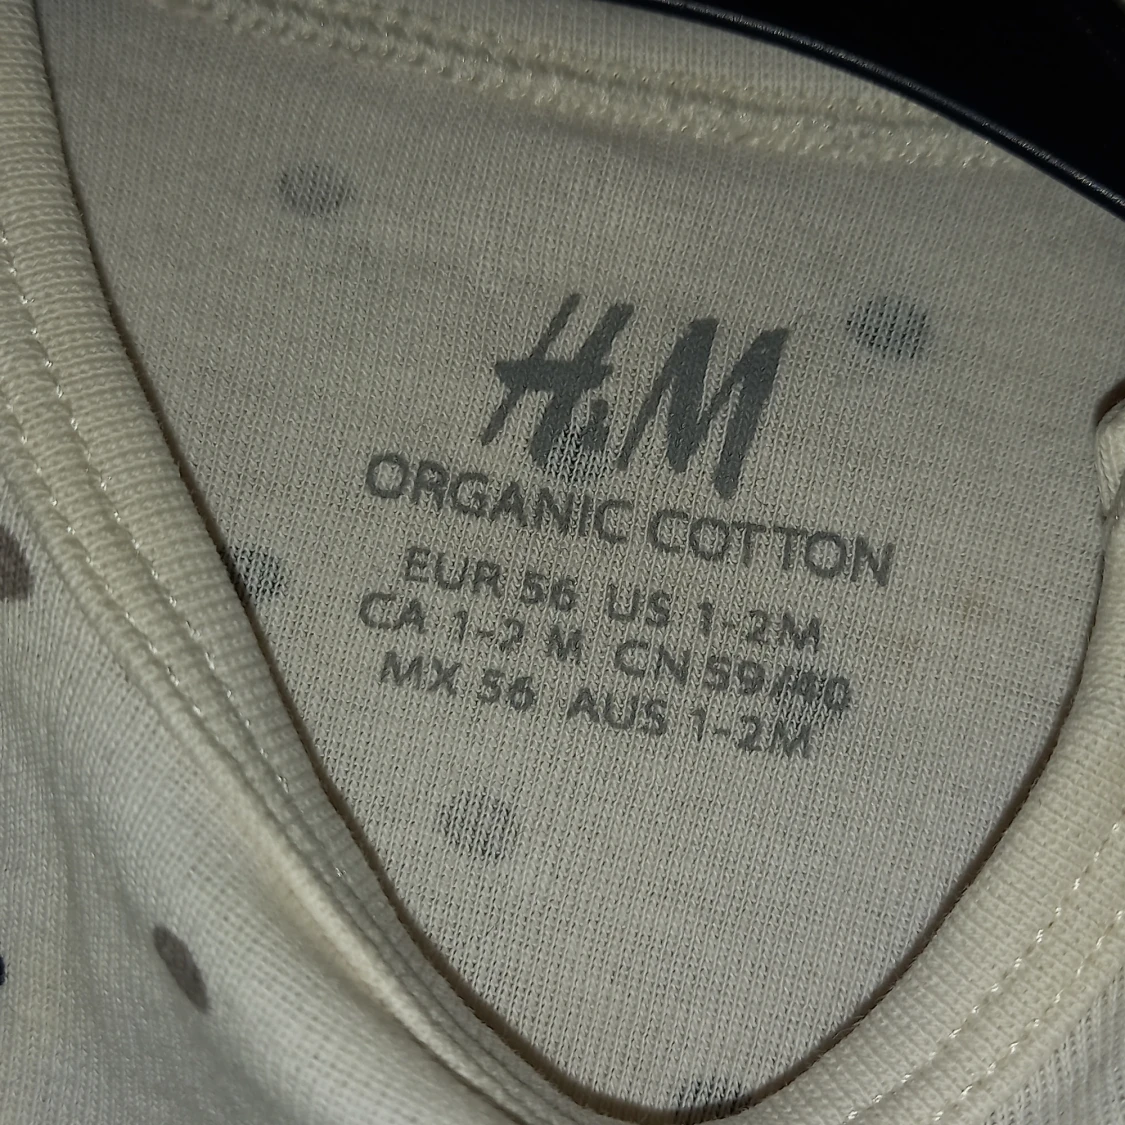 H&M
ORGANIC COTTON
EUR 56 US 1-2M
CA 1-2 M CN 59/40
MX 56 AUS 1-2M